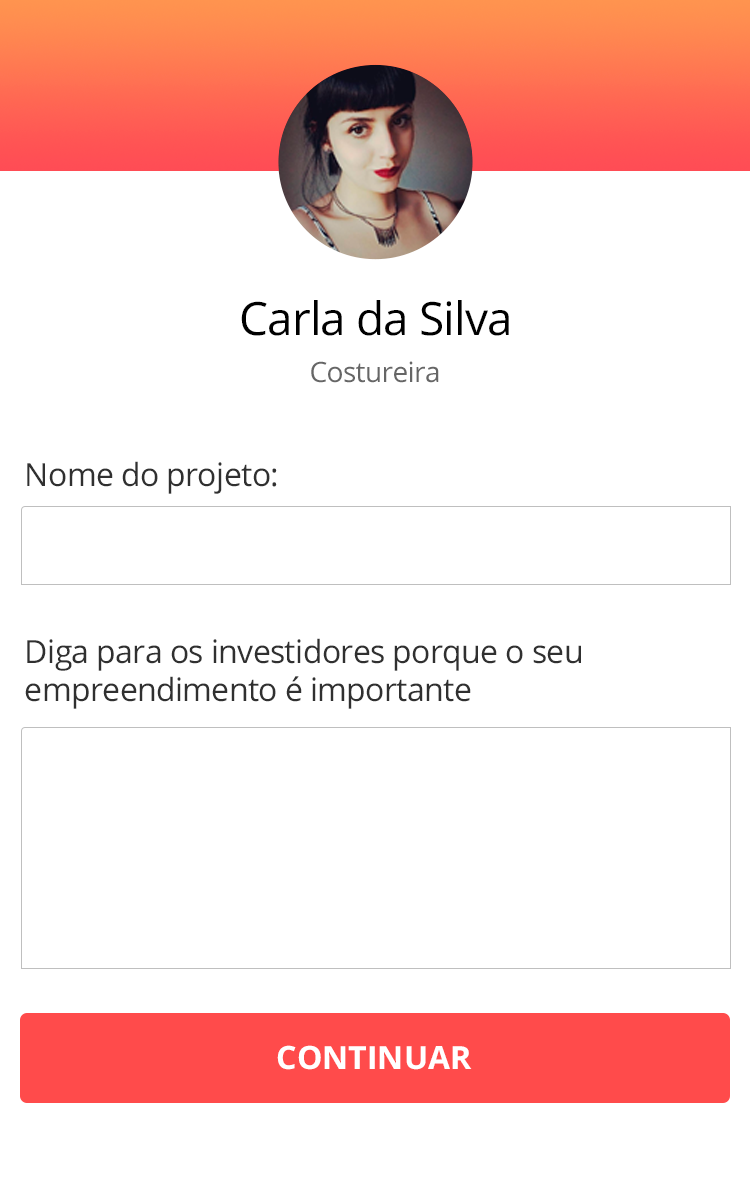 Carla da Silva
Costureira
Nome do projeto:
Diga para os investidores porque o seu
empreendimento é importante
CONTINUAR